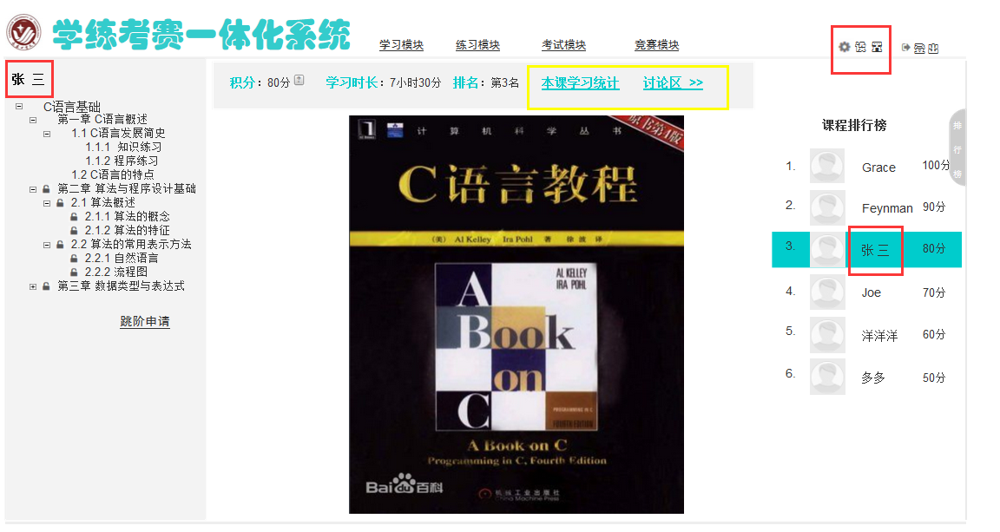 学练考赛一体化系统
学习模块 练习模块 考试模块 竞赛模块
设 置 登 出
张 三
积分：80分 学习时长：7小时30分 排名：第3名 本课学习统计 讨论区 >>
C语言基础
第一章 C语言概述
1.1 C语言发展简史
1.1.1 知识练习
1.1.2 程序练习
1.2 C语言的特点
第二章 算法与程序设计基础
2.1 算法概述
2.1.1 算法的概念
2.1.2 算法的特征
2.2 算法的常用表示方法
2.2.1 自然语言
2.2.2 流程图
第三章 数据类型与表达式
跳阶申请
计 算 机 科 学 丛 书
原书第4版
C语言教程
（美） Al Kelley Ira Pohl 著 徐 波 译
AL KELLEY
IRA POHL
A
Book
on
C
PROGRAMMING IN C
FOURTH EDITION
A Book on C
Programming in C, Fourth Edition
Baidu百科
机械工业出版社
China Machine Press
课程排行榜
排行榜
1. Grace 100分
2. Feynman 90分
3. 张 三 80分
4. Joe 70分
5. 洋洋洋 60分
6. 多多 50分